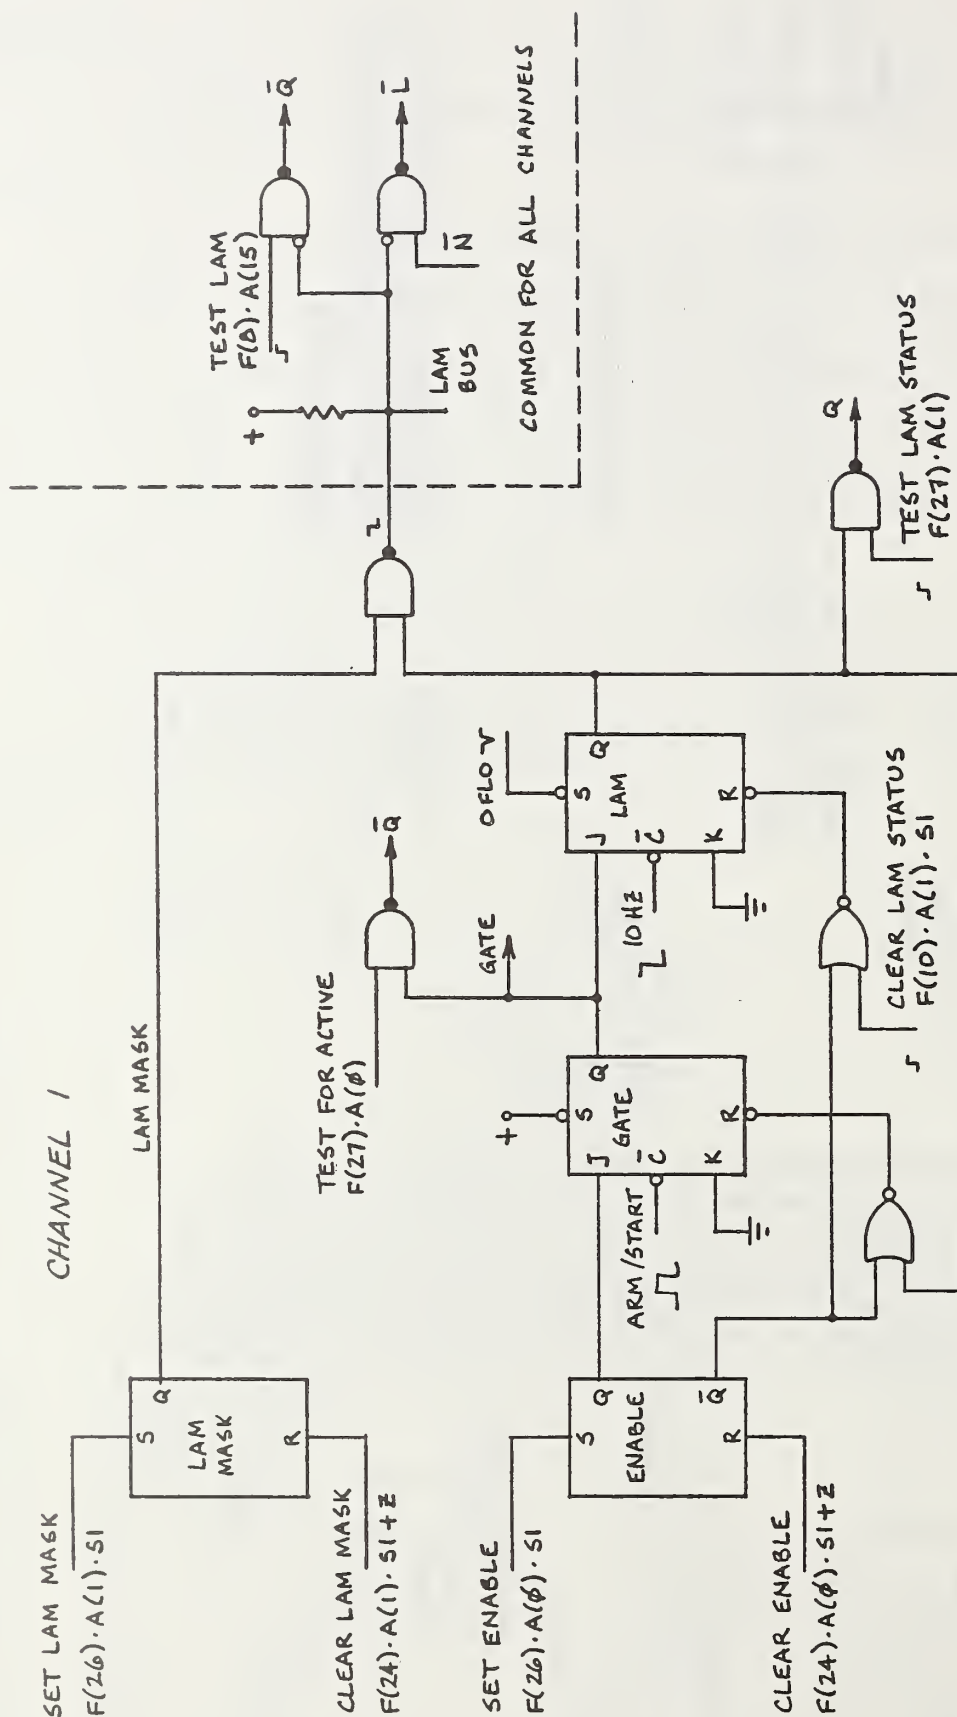 CHANNEL 1
SET LAM MASK
F(26)·A(1)·S1
S
Q
LAM
MASK
R
CLEAR LAM MASK
F(24)·A(1)·S1+Z
LAM MASK
SET ENABLE
F(26)·A(ϕ)·S1
S
Q
ENABLE
R
Q̅
CLEAR ENABLE
F(24)·A(ϕ)·S1+Z
TEST FOR ACTIVE
F(27)·A(ϕ)
Q̅
GATE
+
S
J
Q
GATE
C̅
K
R
ARM/START
OFLO
S
J
Q
LAM
C̅
K
R
10HZ
CLEAR LAM STATUS
F(10)·A(1)·S1
Q
TEST LAM STATUS
F(27)·A(1)
TEST LAM
F(8)·A(15)
Q̅
L̅
N̅
+
LAM
BUS
COMMON FOR ALL CHANNELS